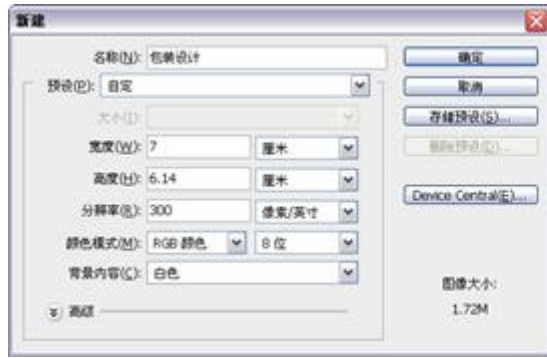 新建
名称(N): 包装设计
确定
预设(P): 自定
取消
大小(I):
存储预设(S)...
宽度(W): 7 厘米
删除预设(D)...
高度(H): 6.14 厘米
分辨率(R): 300 像素/英寸
Device Central(E)...
颜色模式(M): RGB 颜色 8 位
背景内容(C): 白色
图像大小:
1.72M
高级